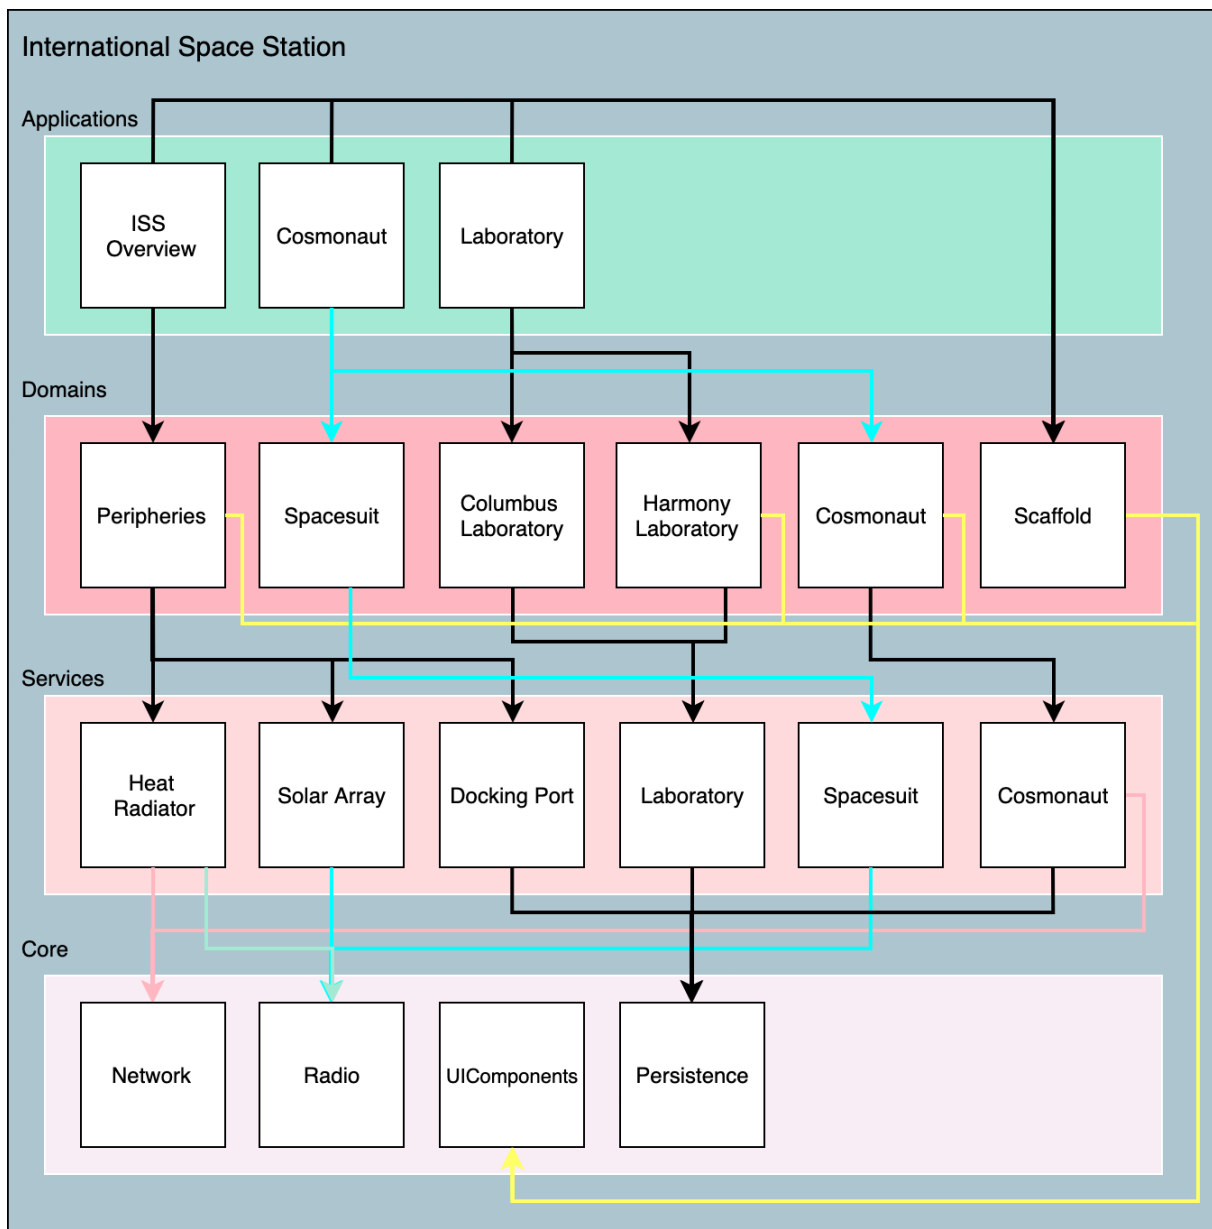 International Space Station
Applications
ISS
Overview
Cosmonaut
Laboratory
Domains
Peripheries
Spacesuit
Columbus
Laboratory
Harmony
Laboratory
Cosmonaut
Scaffold
Services
Heat
Radiator
Solar Array
Docking Port
Laboratory
Spacesuit
Cosmonaut
Core
Network
Radio
UIComponents
Persistence